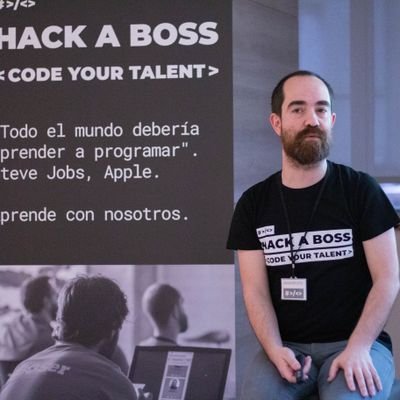 $>/<>
HACK A BOSS
<CODE YOUR TALENT>
Todo el mundo debería
prender a programar".
teve Jobs, Apple.
prende con nosotros.
$>/<>
HACK A BOSS
CODE YOUR TALENT>
$>/<>